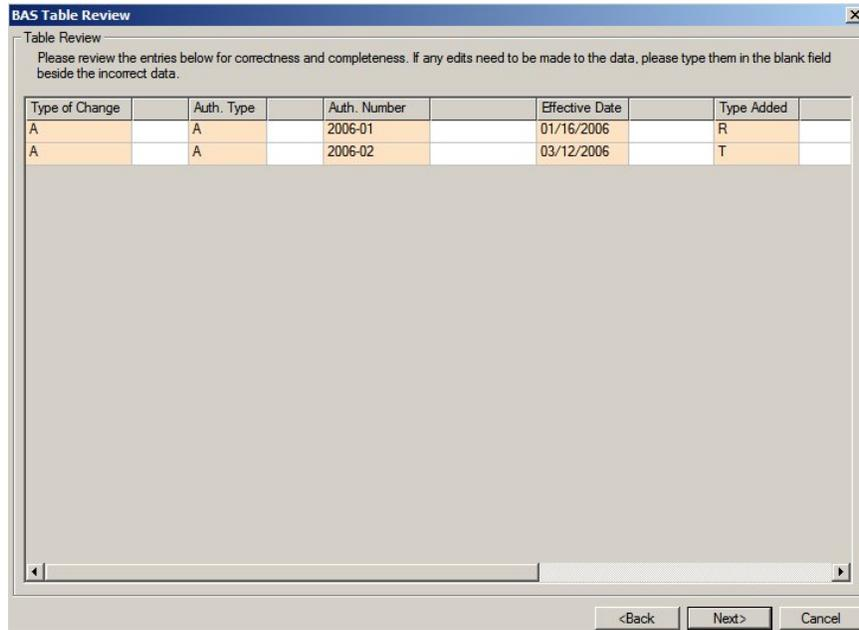 BAS Table Review
Table Review
Please review the entries below for correctness and completeness. If any edits need to be made to the data, please type them in the blank field
beside the incorrect data.
Type of Change Auth. Type Auth. Number Effective Date Type Added
A A 2006-01 01/16/2006 R
A A 2006-02 03/12/2006 T
<Back Next> Cancel